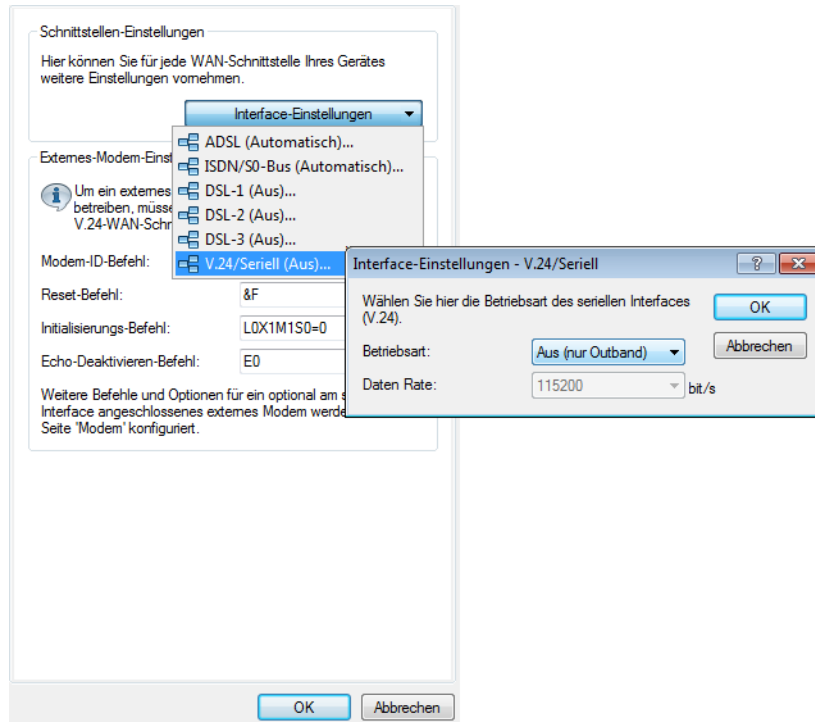 Schnittstellen-Einstellungen
Hier können Sie für jede WAN-Schnittstelle Ihres Gerätes
weitere Einstellungen vornehmen.
Interface-Einstellungen
ADSL (Automatisch)...
ISDN/S0-Bus (Automatisch)...
DSL-1 (Aus)...
DSL-2 (Aus)...
DSL-3 (Aus)...
V.24/Seriell (Aus)...
Externes-Modem-Einst
Um ein externes
betreiben, müsse
V.24-WAN-Schn
Modem-ID-Befehl:
Reset-Befehl: &F
Initialisierungs-Befehl: L0X1M1S0=0
Echo-Deaktivieren-Befehl: E0
Weitere Befehle und Optionen für ein optional am s
Interface angeschlossenes externes Modem werde
Seite 'Modem' konfiguriert.
Interface-Einstellungen - V.24/Seriell
Wählen Sie hier die Betriebsart des seriellen Interfaces
(V.24).
Betriebsart: Aus (nur Outband)
Daten Rate: 115200 bit/s
OK
Abbrechen
OK Abbrechen